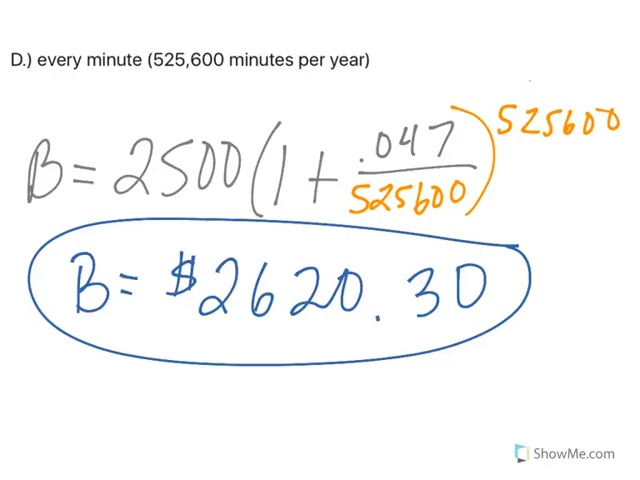 D.) every minute (525,600 minutes per year)
B = 2500(1 + .047/525600)^525600
B = $2620.30
ShowMe.com